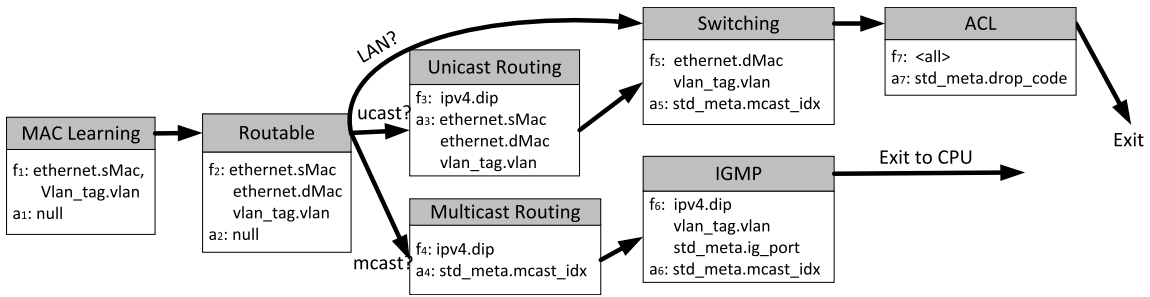 MAC Learning
f1: ethernet.sMac,
Vlan_tag.vlan
a1: null
Routable
f2: ethernet.sMac
ethernet.dMac
vlan_tag.vlan
a2: null
LAN?
ucast?
mcast?
Unicast Routing
f3: ipv4.dip
a3: ethernet.sMac
ethernet.dMac
vlan_tag.vlan
Multicast Routing
f4: ipv4.dip
a4: std_meta.mcast_idx
Switching
f5: ethernet.dMac
vlan_tag.vlan
a5: std_meta.mcast_idx
IGMP
f6: ipv4.dip
vlan_tag.vlan
std_meta.ig_port
a6: std_meta.mcast_idx
ACL
f7: <all>
a7: std_meta.drop_code
Exit
Exit to CPU